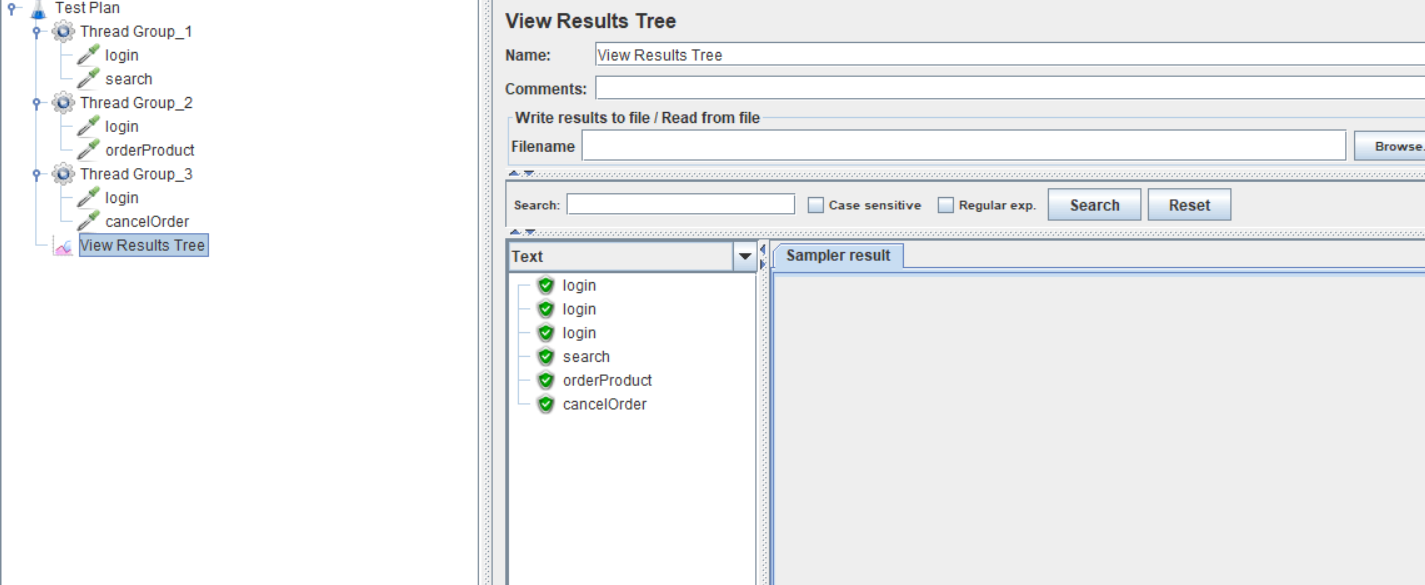 Test Plan
Thread Group_1
login
search
Thread Group_2
login
orderProduct
Thread Group_3
login
cancelOrder
View Results Tree
View Results Tree
Name: View Results Tree
Comments:
Write results to file / Read from file
Filename Browse.
Search: Case sensitive Regular exp. Search Reset
Text
Sampler result
login
login
login
search
orderProduct
cancelOrder